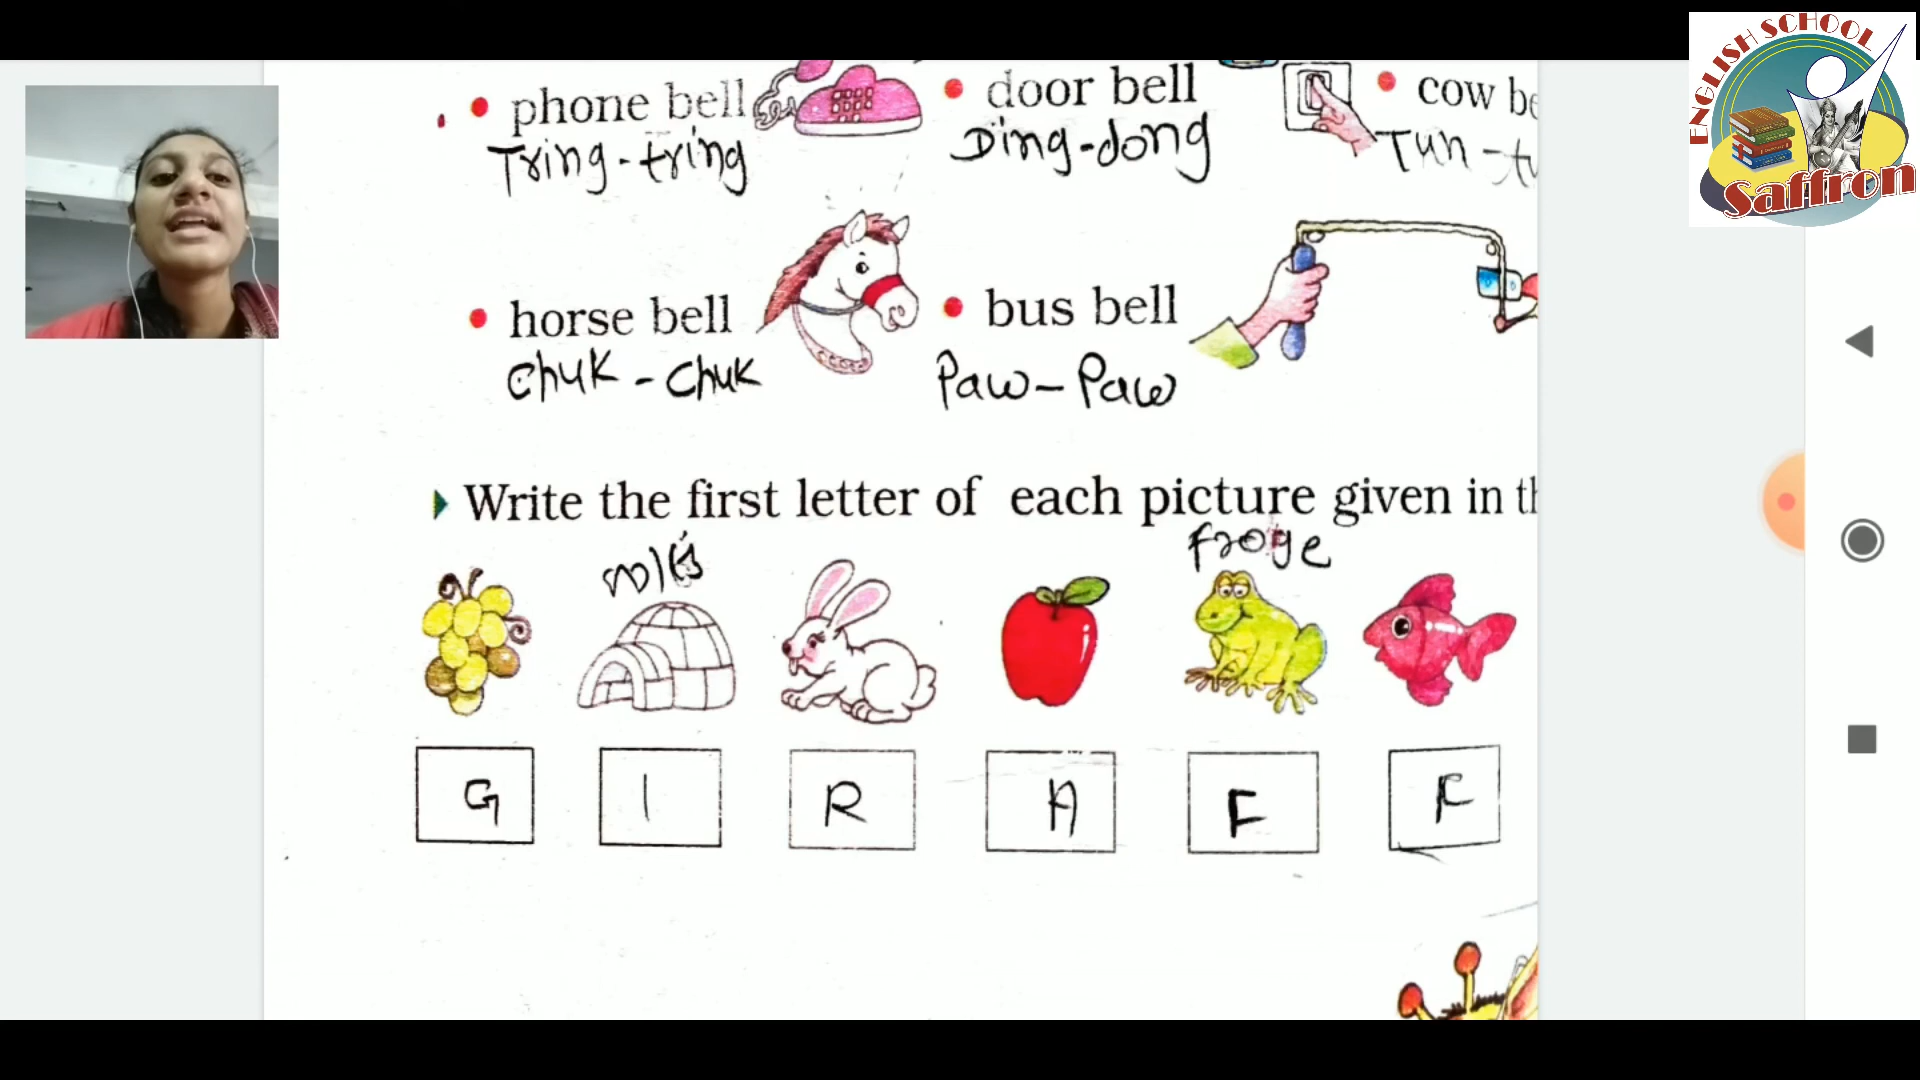 ENGLISH SCHOOL
Saffron
• phone bell • door bell • cow be
Tring-tring Ding-dong Tun-tu
• horse bell • bus bell
Chuk-Chuk Paw-Paw
Write the first letter of each picture given in th
froge
G I R A F F